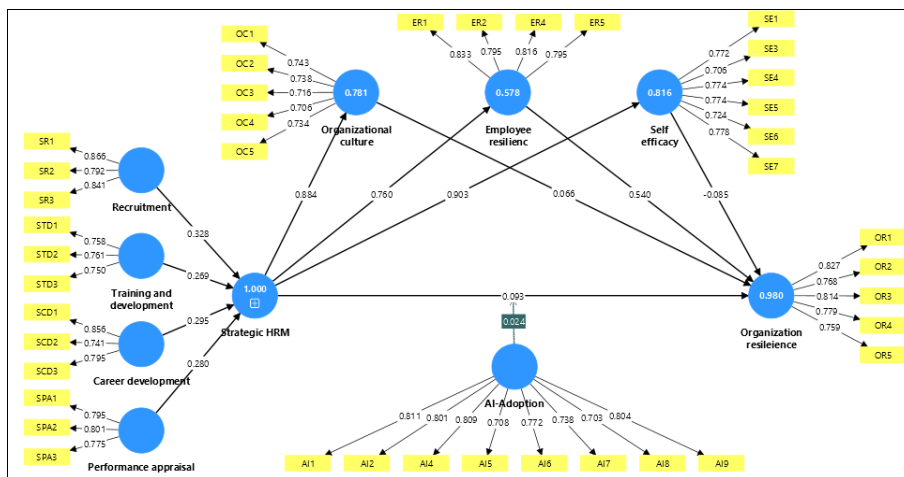 OC1
OC2
OC3
OC4
OC5
0.743
0.738
0.716
0.706
0.734
0.781
Organizational
culture
ER1
ER2
ER4
ER5
0.833
0.795
0.816
0.795
0.578
Employee
resilienc
SE1
SE3
SE4
SE5
SE6
SE7
0.772
0.706
0.774
0.774
0.724
0.778
0.816
Self
efficacy
SR1
SR2
SR3
0.866
0.792
0.841
Recruitment
STD1
STD2
STD3
0.758
0.761
0.750
Training and
development
SCD1
SCD2
SCD3
0.856
0.741
0.795
Career development
SPA1
SPA2
SPA3
0.795
0.801
0.775
Performance appraisal
0.328
0.269
0.295
0.280
1.000
Strategic HRM
0.884
0.760
0.903
0.066
0.540
-0.085
0.093
0.024
0.980
Organization
resileience
OR1
OR2
OR3
OR4
OR5
0.827
0.768
0.814
0.779
0.759
AI-Adoption
0.811
0.801
0.809
0.708
0.772
0.738
0.703
0.804
AI1
AI2
AI4
AI5
AI6
AI7
AI8
AI9